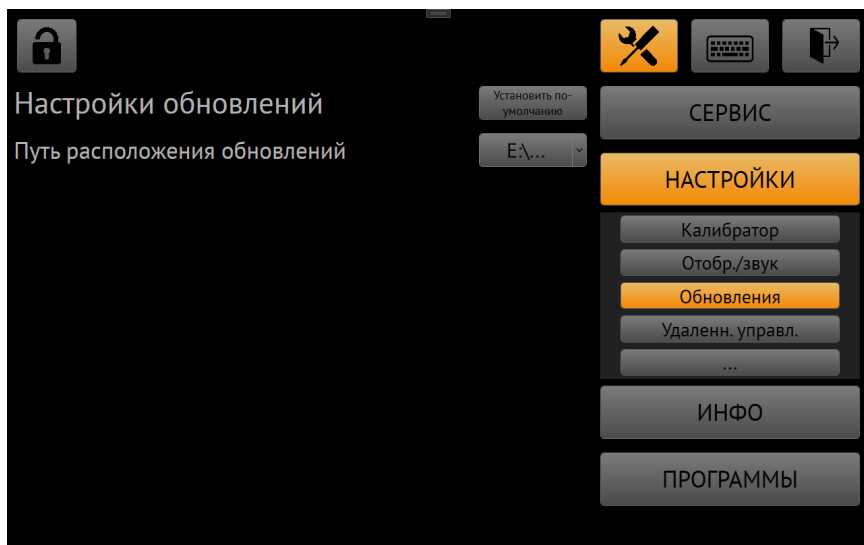 Настройки обновлений
Установить по-
умолчанию
Путь расположения обновлений
E:\...
СЕРВИС
НАСТРОЙКИ
Калибратор
Отобр./звук
Обновления
Удаленн. управл.
...
ИНФО
ПРОГРАММЫ